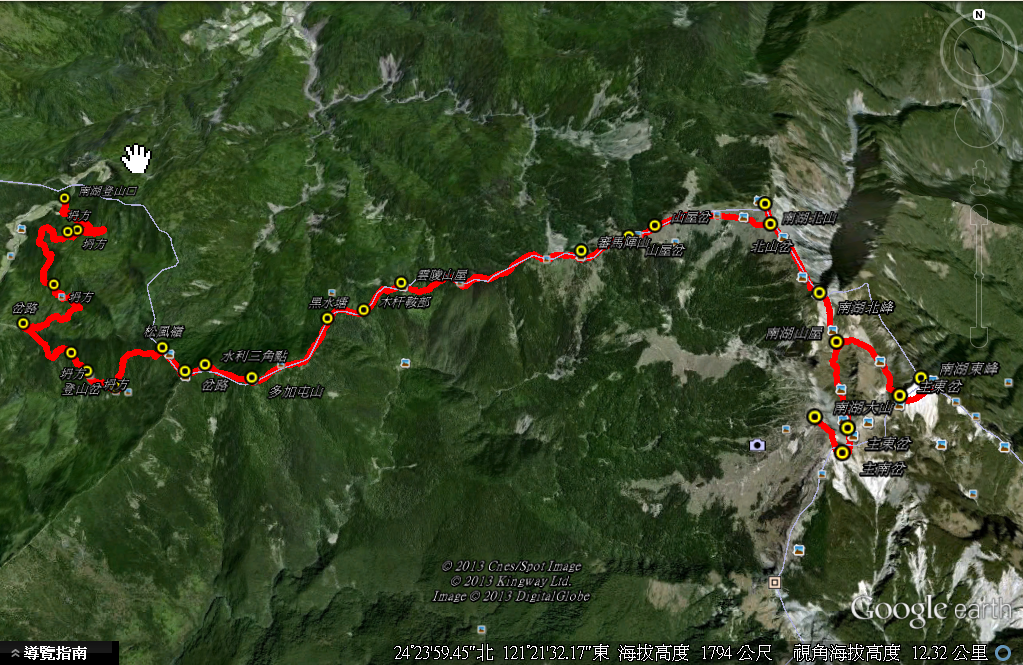 N
南湖登山口
坍方
坍方
坍方
岔路
松風嶺
坍方
登山岔
坍方
岔路
水利三角點
多加屯山
黑水塘
木杆鞍部
雲稜山屋
審馬陣山
山屋岔
山屋岔
南湖北山
北山岔
南湖北峰
南湖山屋
南湖東峰
主東岔
南湖大山
主東岔
主南岔
© 2013 Cnes/Spot Image
© 2013 Kingway Ltd.
Image © 2013 DigitalGlobe
Google earth
導覽指南
24°23'59.45"北 121°21'32.17"東 海拔高度 1794 公尺 視角海拔高度 12.32 公里